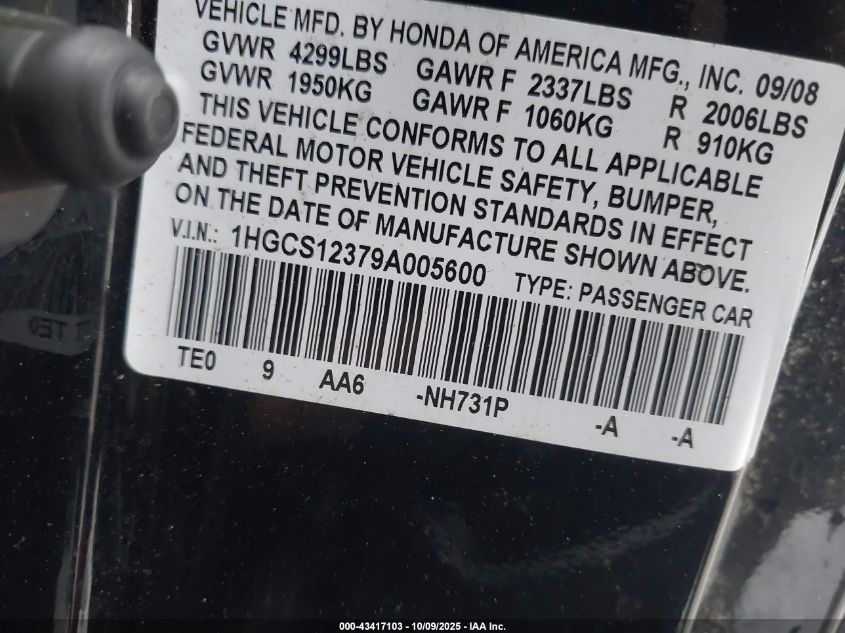 VEHICLE MFD. BY HONDA OF AMERICA MFG., INC. 09/08
GVWR 4299LBS GAWR F 2337LBS R 2006LBS
GVWR 1950KG GAWR F 1060KG R 910KG
THIS VEHICLE CONFORMS TO ALL APPLICABLE
FEDERAL MOTOR VEHICLE SAFETY, BUMPER,
AND THEFT PREVENTION STANDARDS IN EFFECT
ON THE DATE OF MANUFACTURE SHOWN ABOVE.
V.I.N.: 1HGCS12379A005600 TYPE: PASSENGER CAR
TE0 9 AA6 -NH731P -A -A
000-43417103 - 10/09/2025 - IAA Inc.